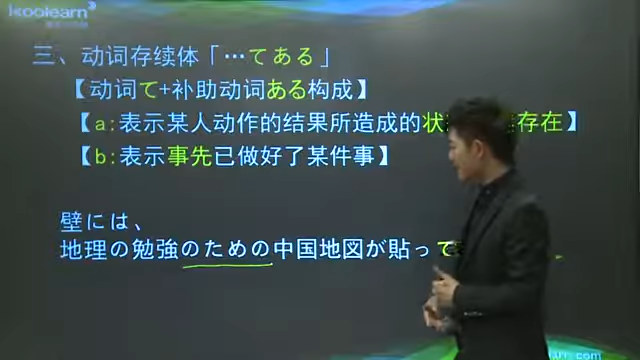 koolearn
三、动词存续体「…てある」
【动词て+补助动词ある构成】
【a:表示某人动作的结果所造成的状 存在】
【b:表示事先已做好了某件事】
壁には、
地理の勉強のための中国地図が貼って
.com